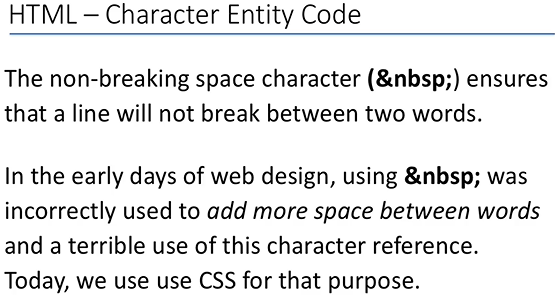 HTML – Character Entity Code
The non-breaking space character (&nbsp;) ensures
that a line will not break between two words.
In the early days of web design, using &nbsp; was
incorrectly used to add more space between words
and a terrible use of this character reference.
Today, we use use CSS for that purpose.